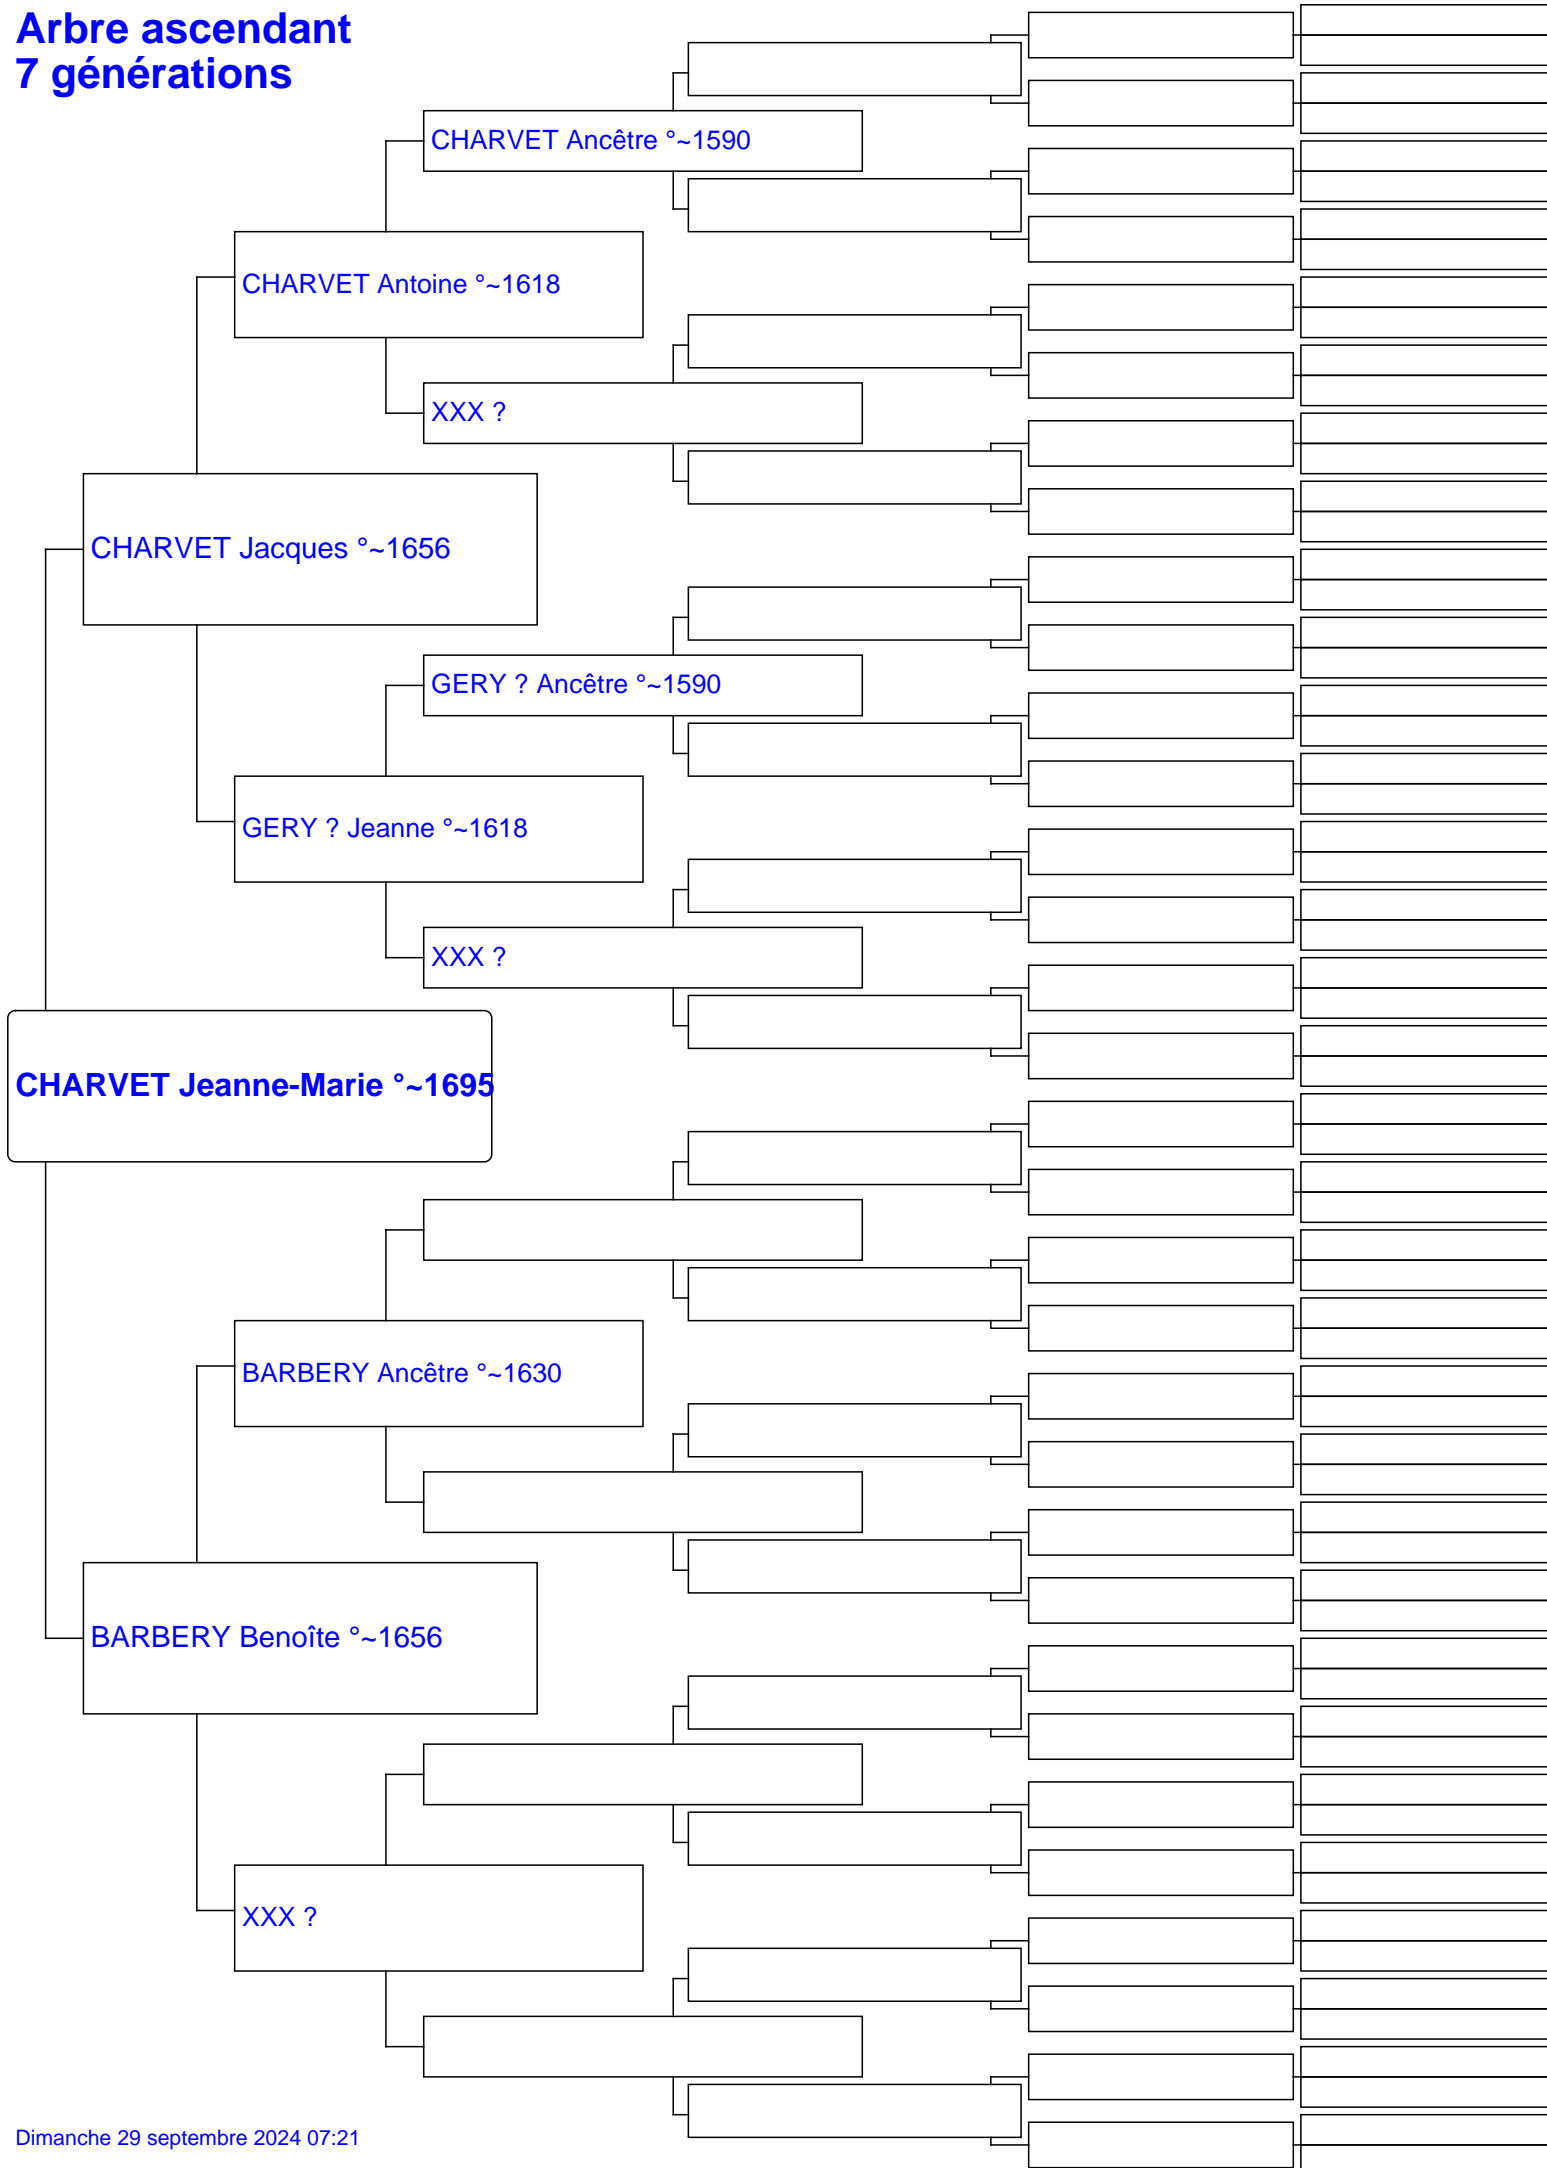 Arbre ascendant
7 générations
CHARVET Ancêtre °~1590
CHARVET Antoine °~1618
XXX ?
CHARVET Jacques °~1656
GERY ? Ancêtre °~1590
GERY ? Jeanne °~1618
XXX ?
CHARVET Jeanne-Marie °~1695
BARBERY Ancêtre °~1630
BARBERY Benoîte °~1656
XXX ?
Dimanche 29 septembre 2024 07:21